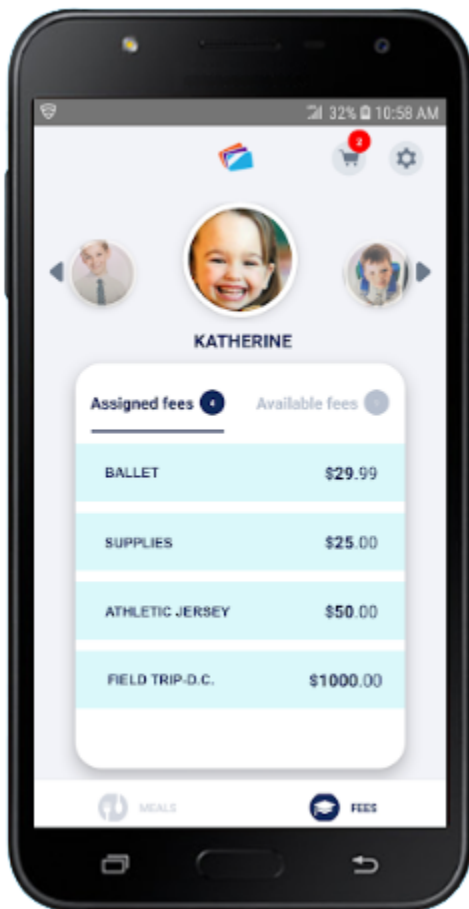 32% 10:58 AM
2
KATHERINE
Assigned fees 4 Available fees
BALLET $29.99
SUPPLIES $25.00
ATHLETIC JERSEY $50.00
FIELD TRIP-D.C. $1000.00
MEALS FEES